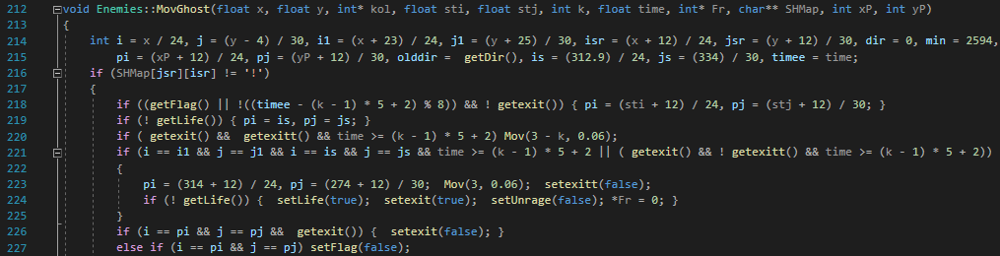 212 void Enemies::MovGhost(float x, float y, int* kol, float sti, float stj, int k, float time, int* Fr, char** SHMap, int xP, int yP)
213 {
214 int i = x / 24, j = (y - 4) / 30, i1 = (x + 23) / 24, j1 = (y + 25) / 30, isr = (x + 12) / 24, jsr = (y + 12) / 30, dir = 0, min = 2594,
215 pi = (xP + 12) / 24, pj = (yP + 12) / 30, olddir = getDir(), is = (312.9) / 24, js = (334) / 30, timee = time;
216 if (SHMap[jsr][isr] != '!')
217 {
218 if ((getFlag() || !((timee - (k - 1) * 5 + 2) % 8)) && ! getexit()) { pi = (sti + 12) / 24, pj = (stj + 12) / 30; }
219 if (! getLife()) { pi = is, pj = js; }
220 if ( getexit() && getexitt() && time >= (k - 1) * 5 + 2) Mov(3 - k, 0.06);
221 if (i == i1 && j == j1 && i == is && j == js && time >= (k - 1) * 5 + 2 || ( getexit() && ! getexitt() && time >= (k - 1) * 5 + 2))
222 {
223 pi = (314 + 12) / 24, pj = (274 + 12) / 30; Mov(3, 0.06); setexitt(false);
224 if (! getLife()) { setLife(true); setexit(true); setUnrage(false); *Fr = 0; }
225 }
226 if (i == pi && j == pj && getexit()) { setexit(false); }
227 else if (i == pi && j == pj) setFlag(false);